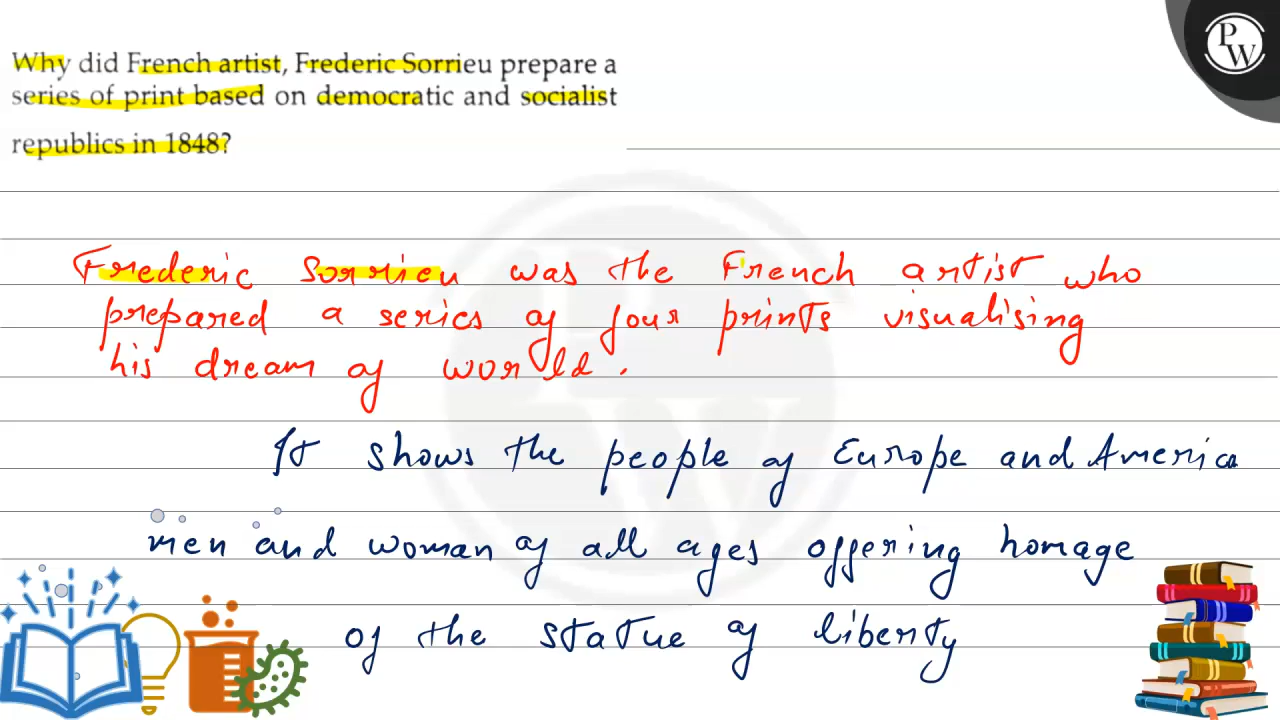 PW
Why did French artist, Frederic Sorrieu prepare a
series of print based on democratic and socialist
republics in 1848?
Frederic Sorrieu was the French artist who
prepared a series of four prints visualising
his dream of world.
It shows the people of Europe and America
men and woman of all ages offering homage
of the statue of liberty